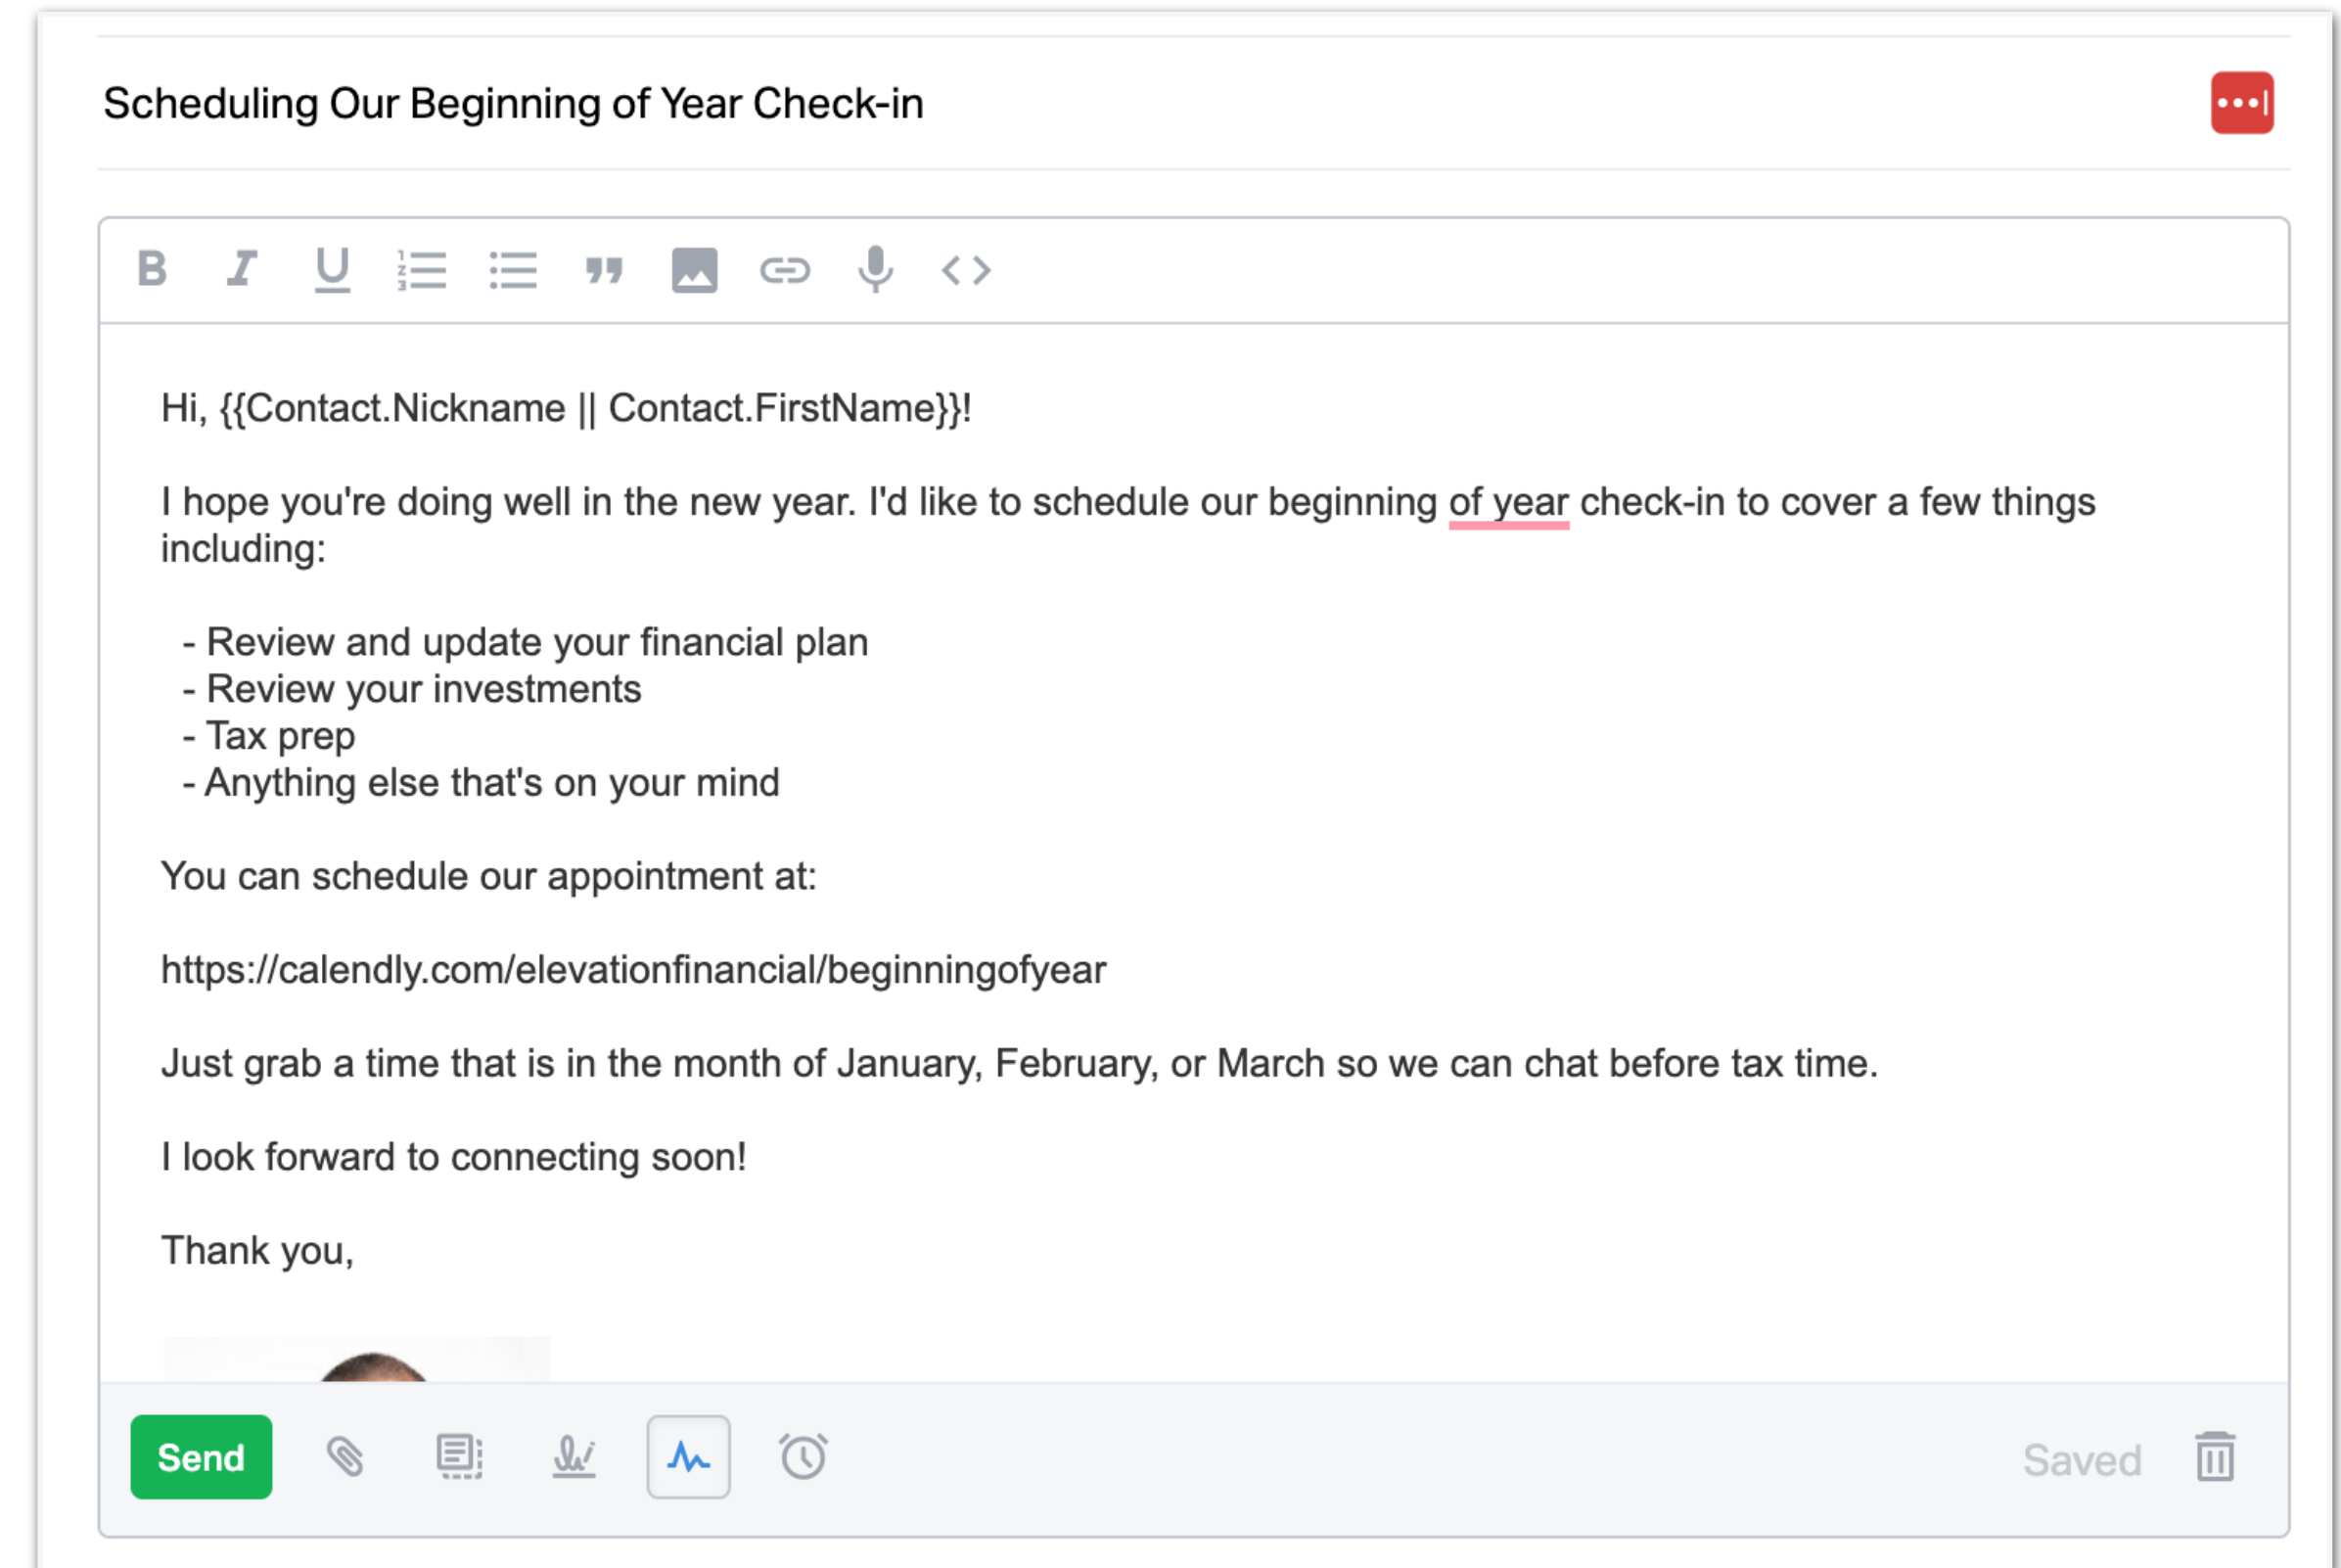 Scheduling Our Beginning of Year Check-in
Hi, {{Contact.Nickname || Contact.FirstName}}!
I hope you're doing well in the new year. I'd like to schedule our beginning of year check-in to cover a few things
including:
- Review and update your financial plan
- Review your investments
- Tax prep
- Anything else that's on your mind
You can schedule our appointment at:
https://calendly.com/elevationfinancial/beginningofyear
Just grab a time that is in the month of January, February, or March so we can chat before tax time.
I look forward to connecting soon!
Thank you,
Send
Saved